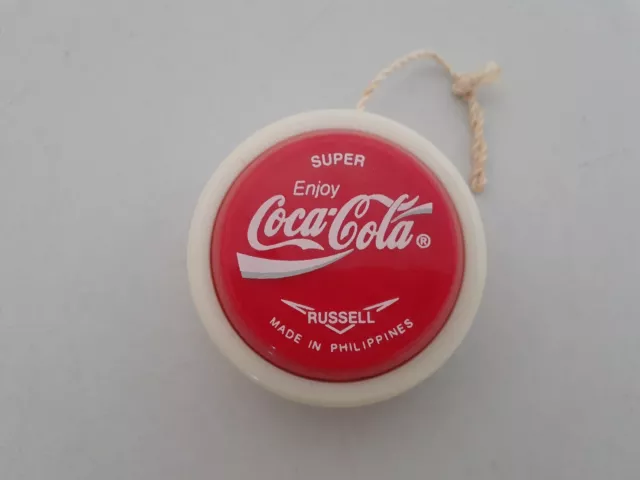 SUPER
Enjoy
Coca-Cola®
RUSSELL
MADE IN PHILIPPINES